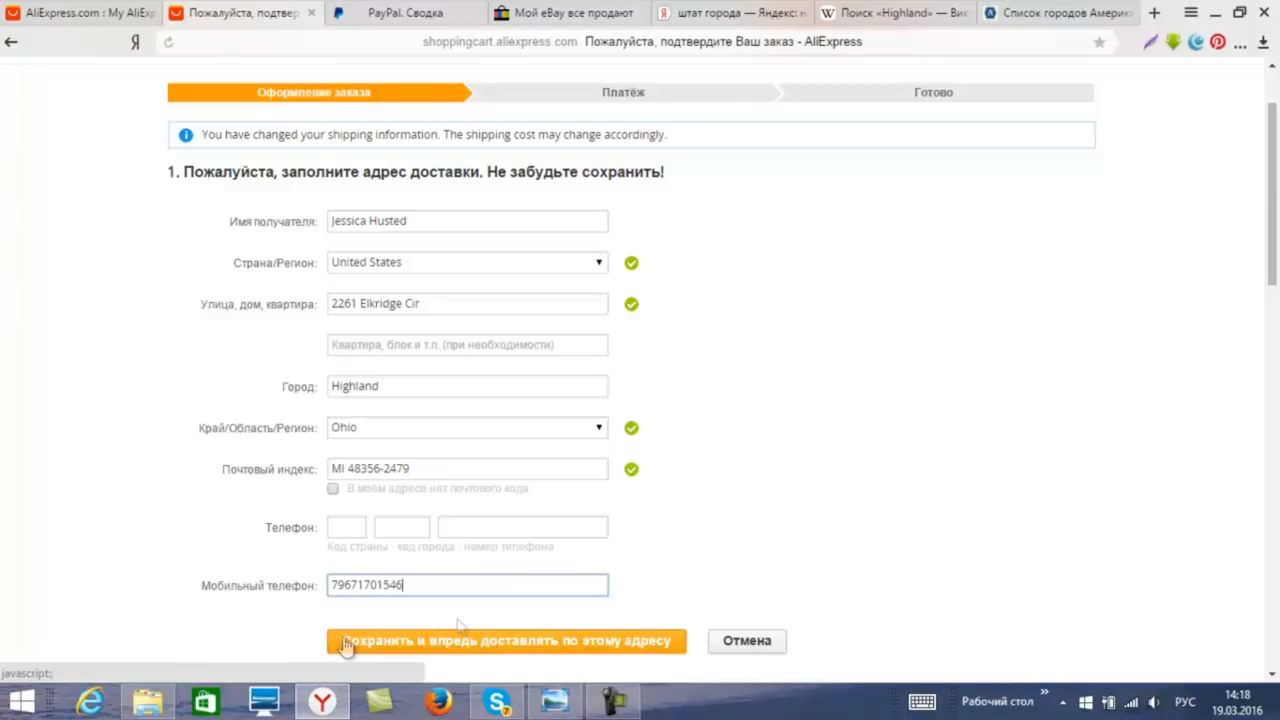 AliExpress.com : My AliExp
Пожалуйста, подтвер
PayPal. Сводка
Мой eBay все продают
штат города — Яндекс: н
Поиск «Highland» — Ви
Список городов Америк
Я
shoppingcart.aliexpress.com Пожалуйста, подтвердите Ваш заказ - AliExpress
Оформление заказа
Платёж
Готово
You have changed your shipping information. The shipping cost may change accordingly.
1. Пожалуйста, заполните адрес доставки. Не забудьте сохранить!
Имя получателя: Jessica Husted
Страна/Регион: United States
Улица, дом, квартира: 2261 Elkridge Cir
Квартира, блок и т.п. (при необходимости)
Город: Highland
Край/Область/Регион: Ohio
Почтовый индекс: MI 48356-2479
В моём адресе нет почтового кода
Телефон:
Код страны - код города - номер телефона
Мобильный телефон: 79671701546
Сохранить и впредь доставлять по этому адресу
Отмена
javascript:;
Рабочий стол
РУС
14:18
19.03.2016